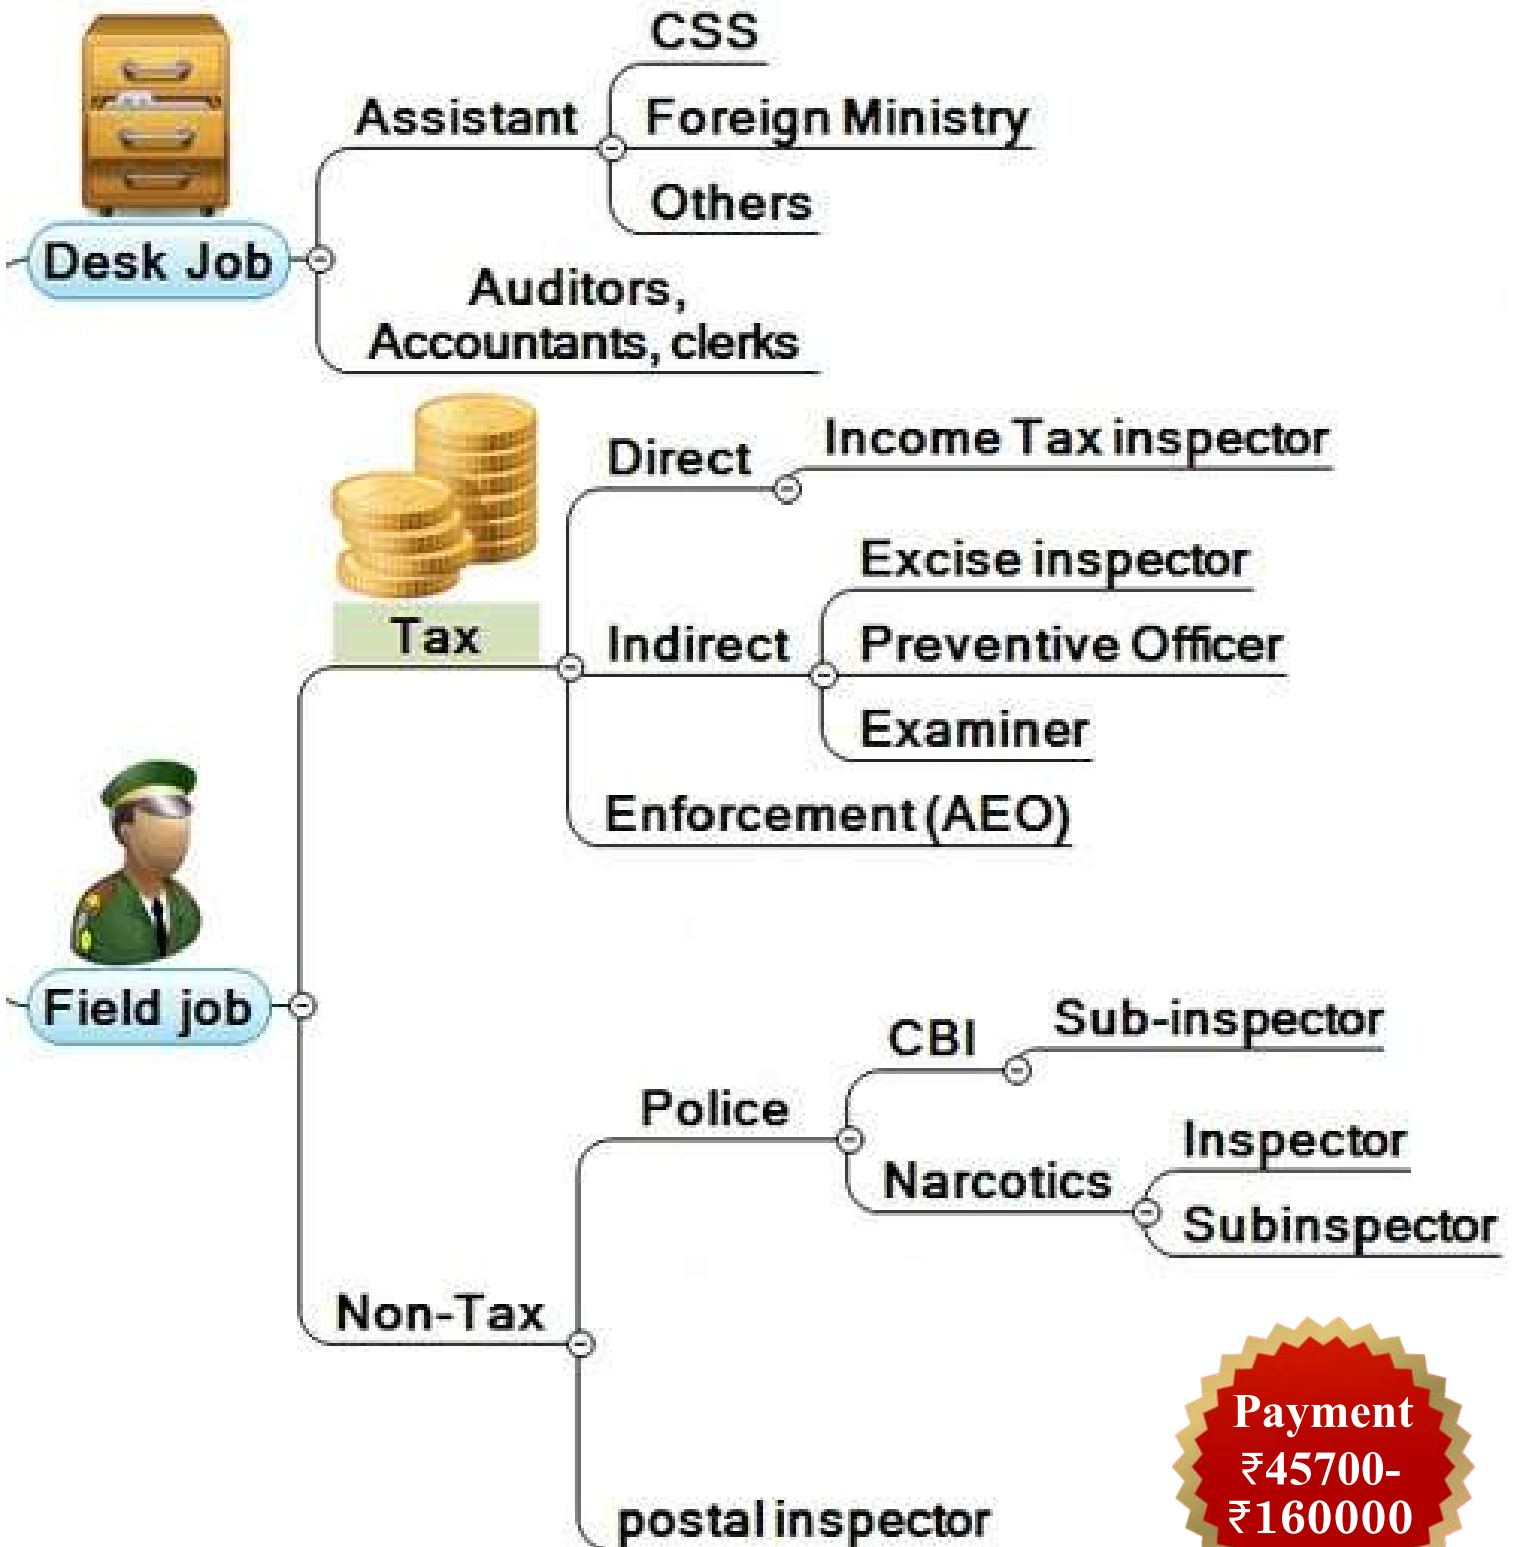 CSS
Assistant
Foreign Ministry
Others
Desk Job
Auditors,
Accountants, clerks
Direct
Income Tax inspector
Excise inspector
Tax
Indirect
Preventive Officer
Examiner
Enforcement (AEO)
Field job
CBI
Sub-inspector
Police
Inspector
Narcotics
Subinspector
Non-Tax
postal inspector
Payment
₹45700-
₹160000